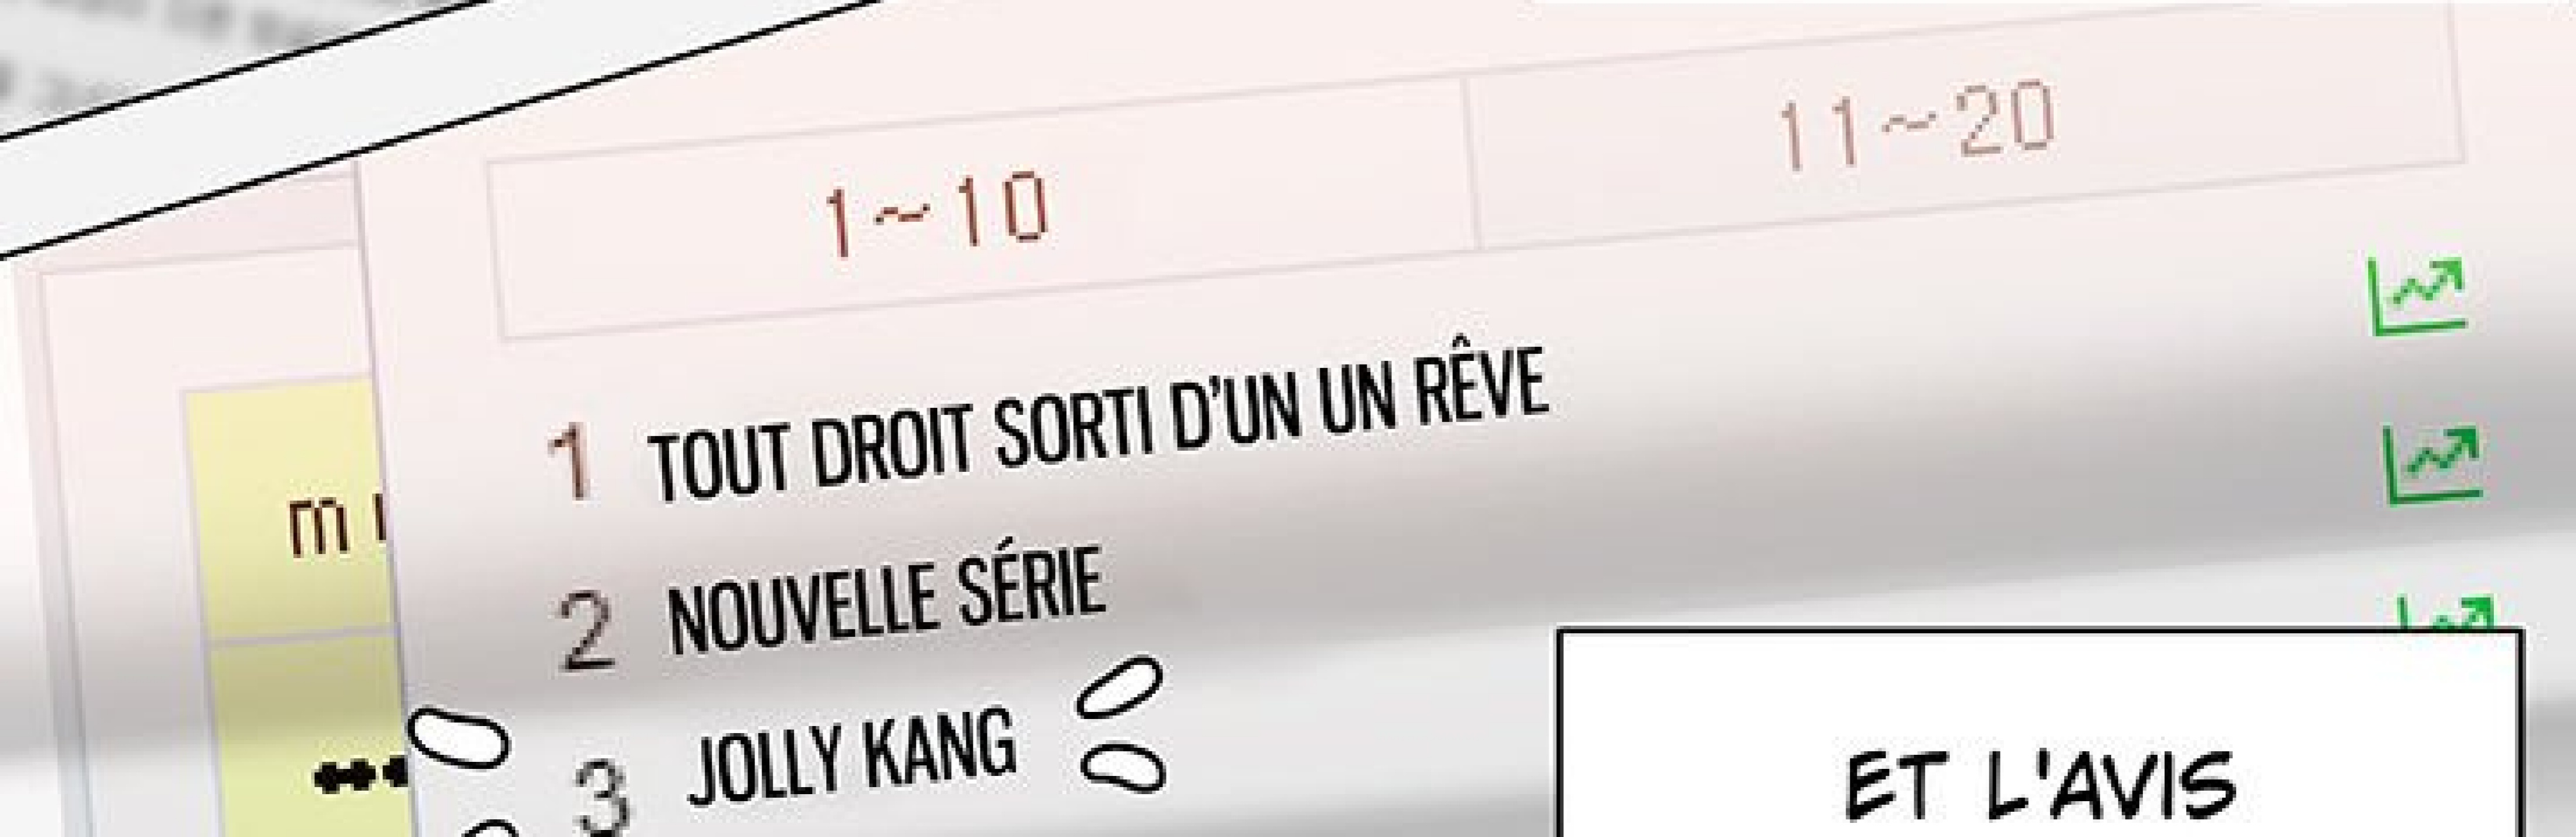 1~10
11~20
1 TOUT DROIT SORTI D'UN UN RÊVE
2 NOUVELLE SÉRIE
3 JOLLY KANG
m
ET L'AVIS